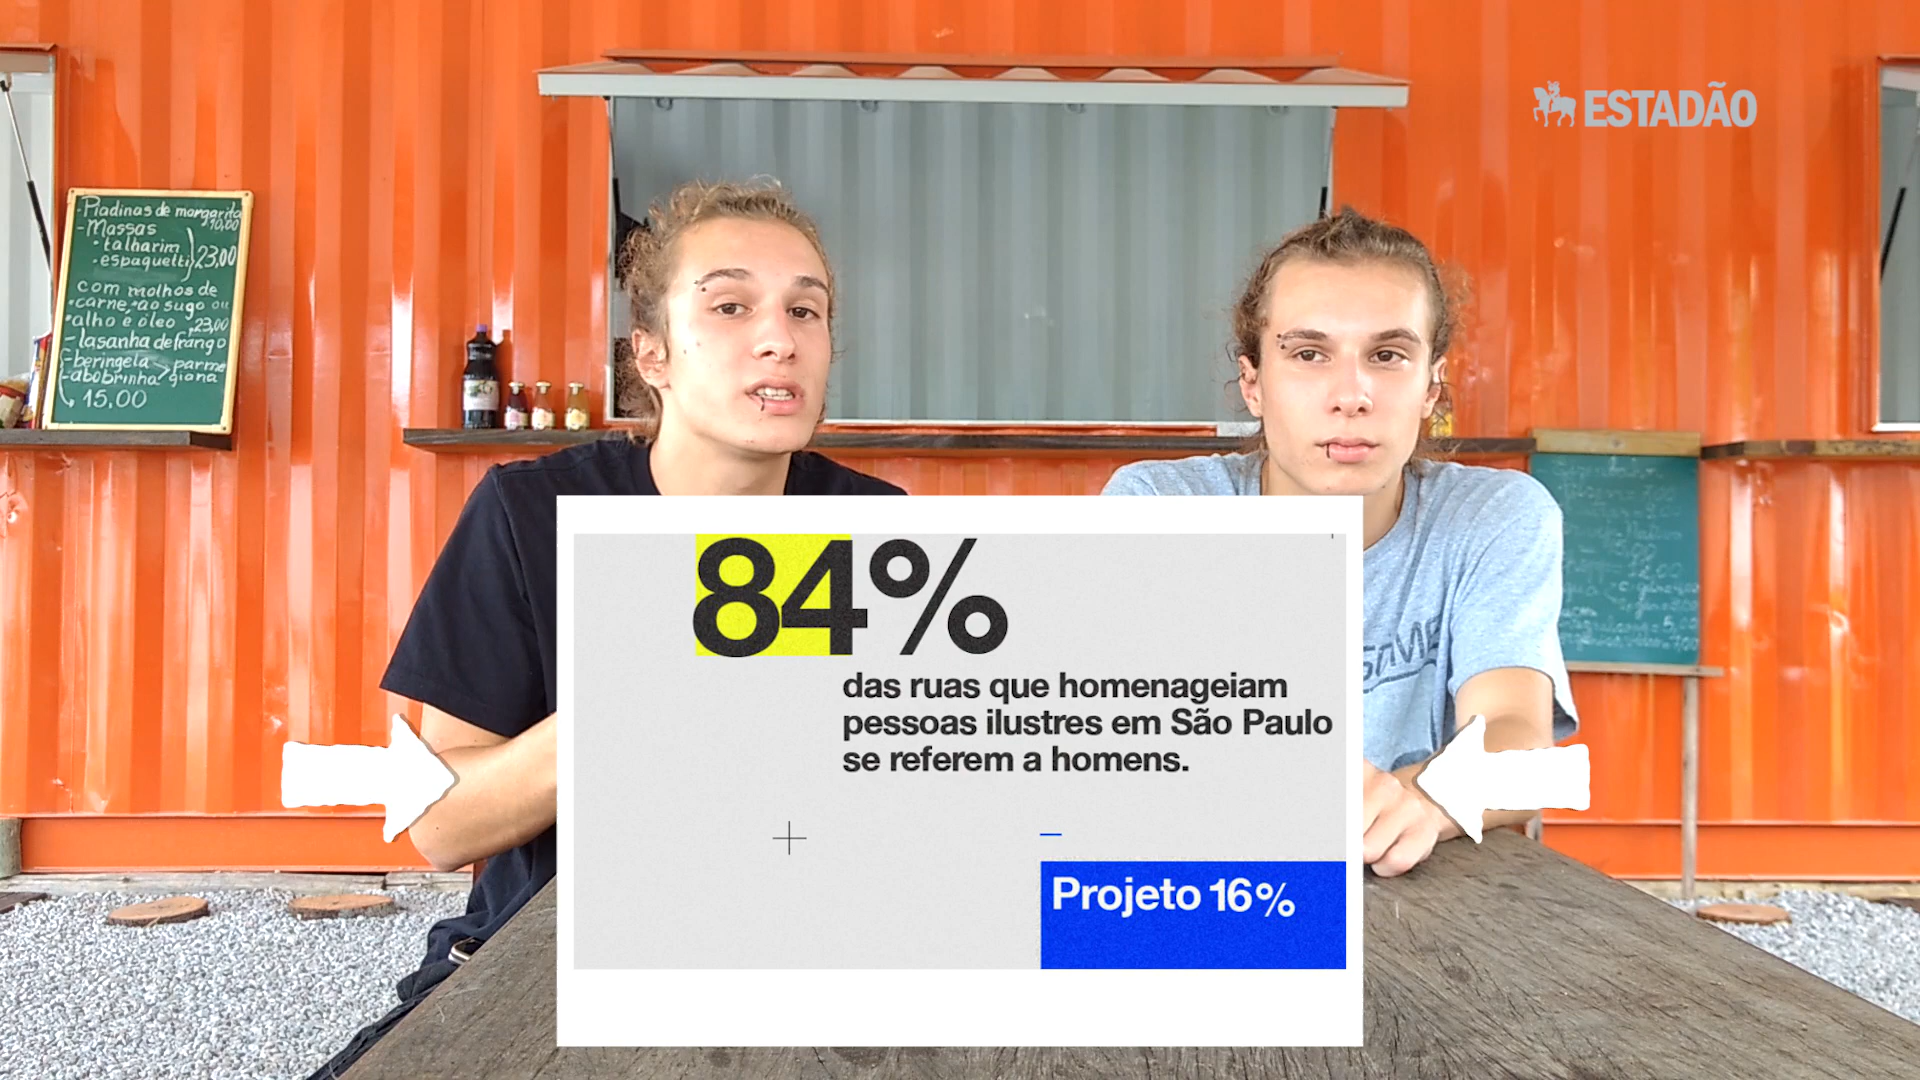 ESTADÃO
-Piadinas de margarita
10,00
-Massas
• talharim
• espaguetti
23,00
com molhos de
•carne •ao sugo ou
•alho e óleo 23,00
-lasanha de frango
-beringela
-abobrinha
parmegiana
15,00
84%
das ruas que homenageiam
pessoas ilustres em São Paulo
se referem a homens.
Projeto 16%